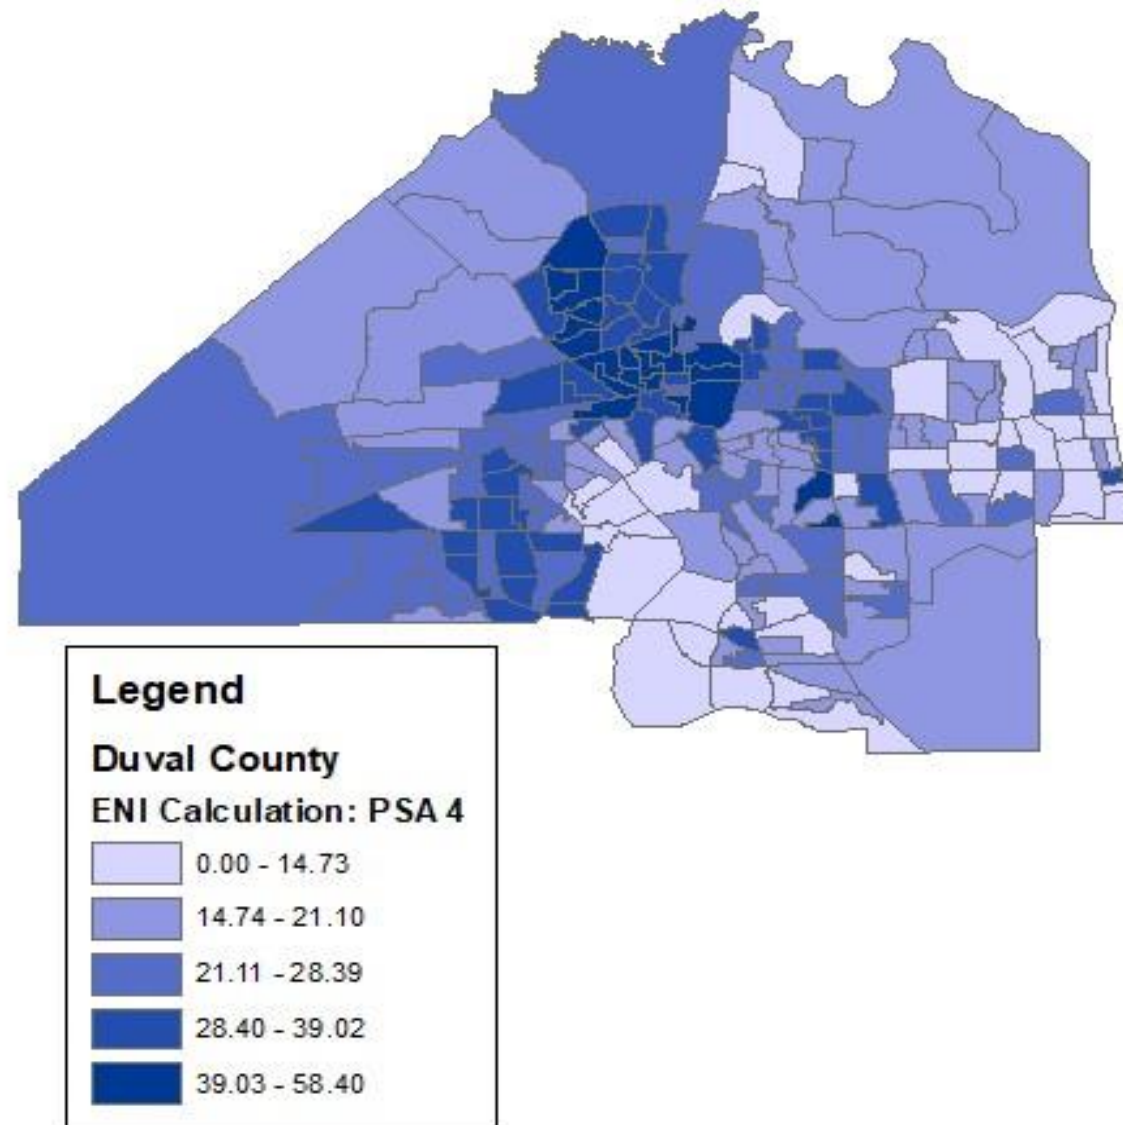 Legend
Duval County
ENI Calculation: PSA 4
0.00 - 14.73
14.74 - 21.10
21.11 - 28.39
28.40 - 39.02
39.03 - 58.40